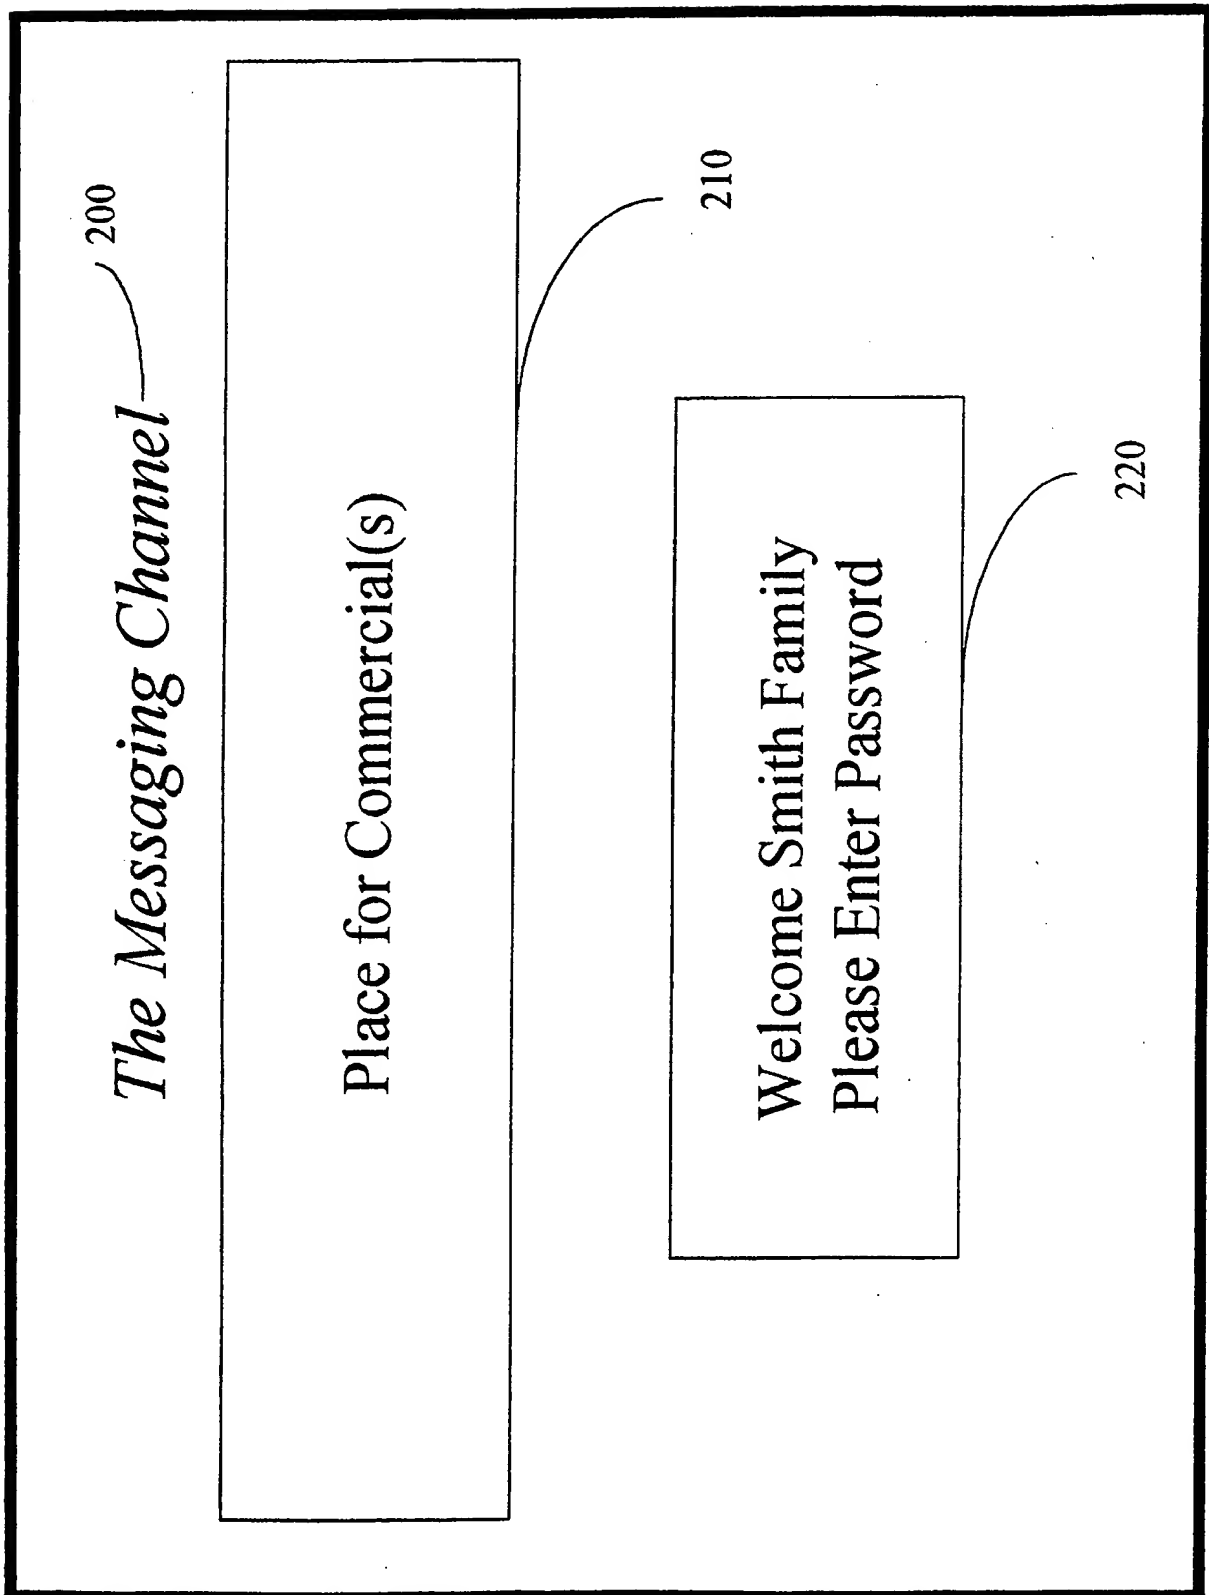 The Messaging Channel
200
Place for Commercial(s)
210
Welcome Smith Family
Please Enter Password
220